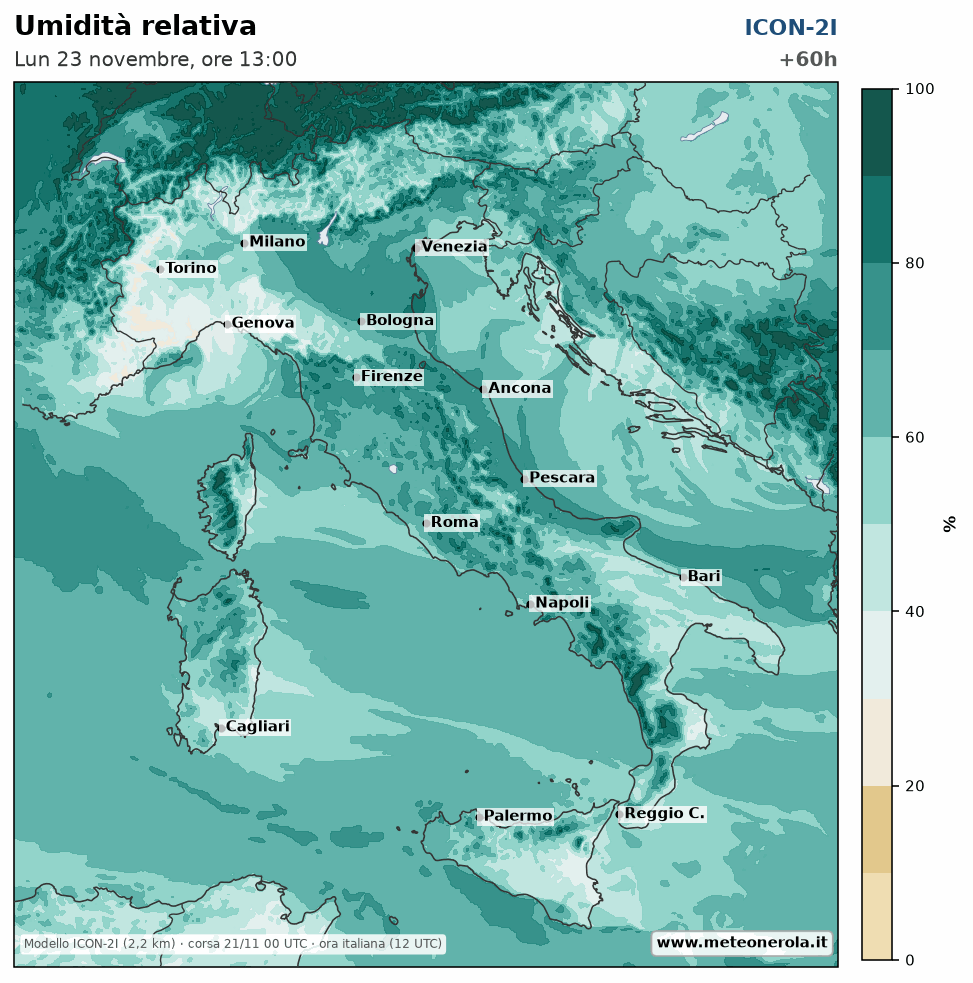 Umidità relativa
ICON-2I
Lun 23 novembre, ore 13:00
+60h
100
80
60
40
20
0
%
Milano
Venezia
Torino
Genova
Bologna
Firenze
Ancona
Pescara
Roma
Bari
Napoli
Cagliari
Palermo
Reggio C.
Modello ICON-2I (2,2 km) · corsa 21/11 00 UTC · ora italiana (12 UTC)
www.meteonerola.it